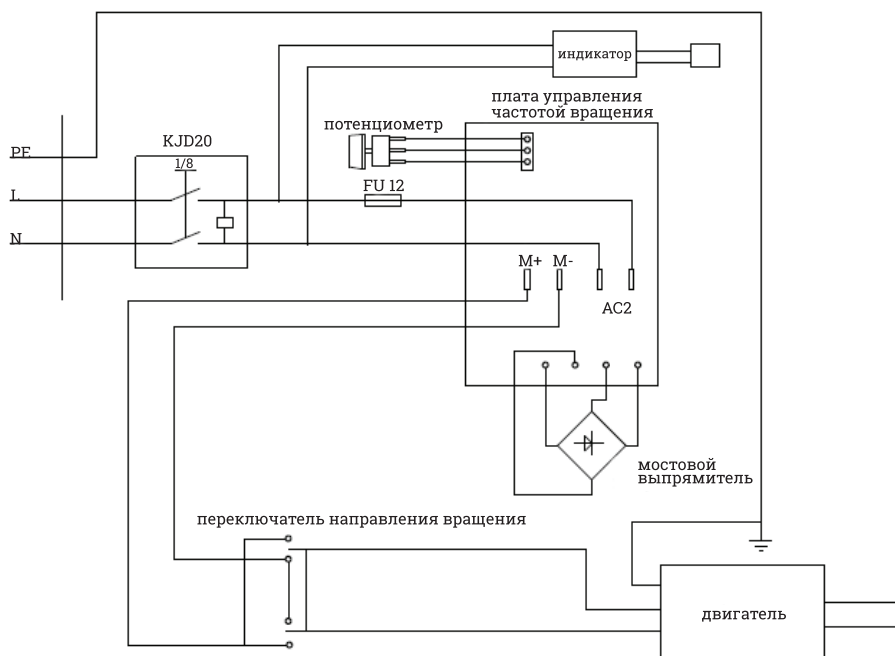 индикатор
плата управления
частотой вращения
потенциометр
KJD20
PE
1/8
FU 12
L
N
M+ M-
AC2
мостовой
выпрямитель
переключатель направления вращения
двигатель